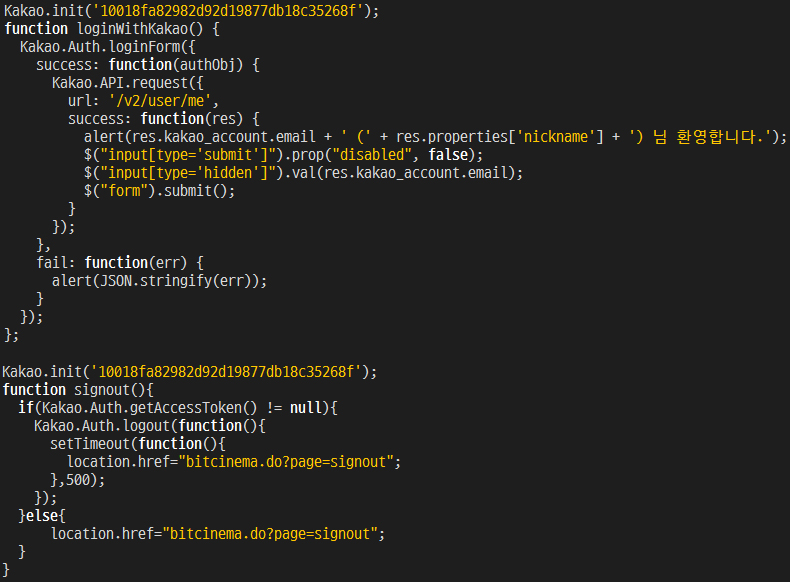 Kakao.init('10018fa82982d92d19877db18c35268f');
function loginWithKakao() {
  Kakao.Auth.loginForm({
    success: function(authObj) {
      Kakao.API.request({
        url: '/v2/user/me',
        success: function(res) {
          alert(res.kakao_account.email + ' (' + res.properties['nickname'] + ') 님 환영합니다.');
          $("input[type='submit']").prop("disabled", false);
          $("input[type='hidden']").val(res.kakao_account.email);
          $("form").submit();
        }
      });
    },
    fail: function(err) {
      alert(JSON.stringify(err));
    }
  });
};
Kakao.init('10018fa82982d92d19877db18c35268f');
function signout(){
  if(Kakao.Auth.getAccessToken() != null){
    Kakao.Auth.logout(function(){
      setTimeout(function(){
        location.href="bitcinema.do?page=signout";
      },500);
    });
  }else{
      location.href="bitcinema.do?page=signout";
  }
}